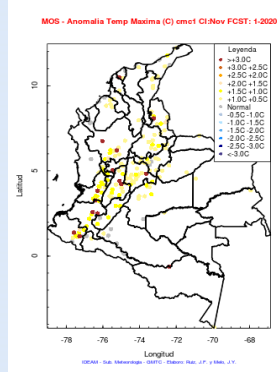 MOS - Anomalia Temp Maxima (C) cmc1 CI:Nov FCST: 1-2020
Leyenda
>+3.0C
+3.0C +2.5C
+2.5C +2.0C
+2.0C +1.5C
+1.5C +1.0C
+1.0C +0.5C
Normal
-0.5C -1.0C
-1.0C -1.5C
-1.5C -2.0C
-2.0C -2.5C
-2.5C -3.0C
<-3.0C
10
5
0
Latitud
-78 -76 -74 -72 -70 -68
Longitud
IDEAM - Sub. Meteorologia - GMTC - Elaboro: Ruiz, J.F. y Melo, J.Y.